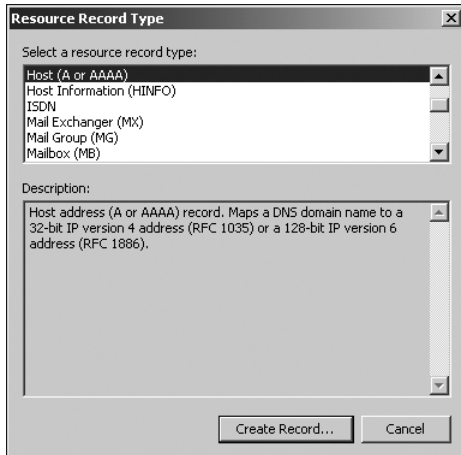 Resource Record Type
Select a resource record type:
Host (A or AAAA)
Host Information (HINFO)
ISDN
Mail Exchanger (MX)
Mail Group (MG)
Mailbox (MB)
Description:
Host address (A or AAAA) record. Maps a DNS domain name to a
32-bit IP version 4 address (RFC 1035) or a 128-bit IP version 6
address (RFC 1886).
Create Record...
Cancel